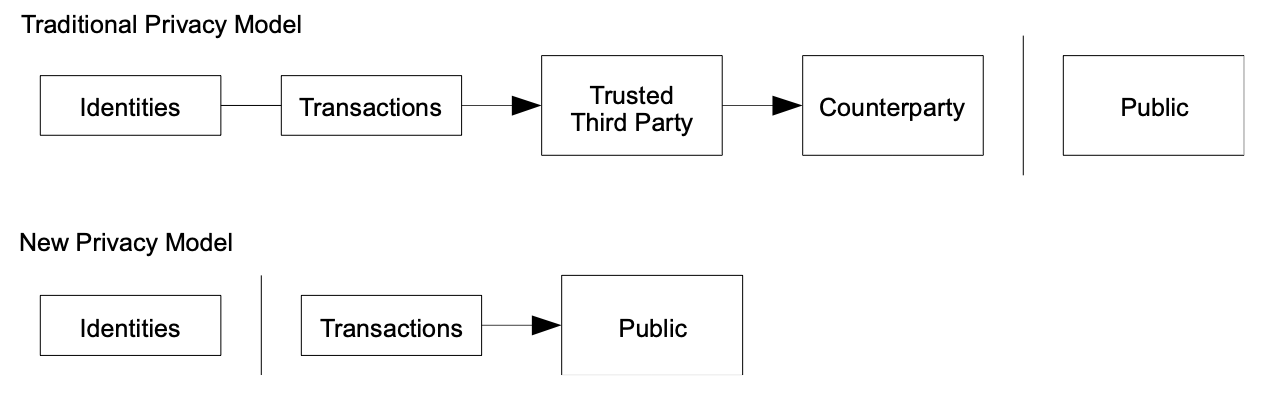 Traditional Privacy Model
Identities
Transactions
Trusted
Third Party
Counterparty
Public
New Privacy Model
Identities
Transactions
Public